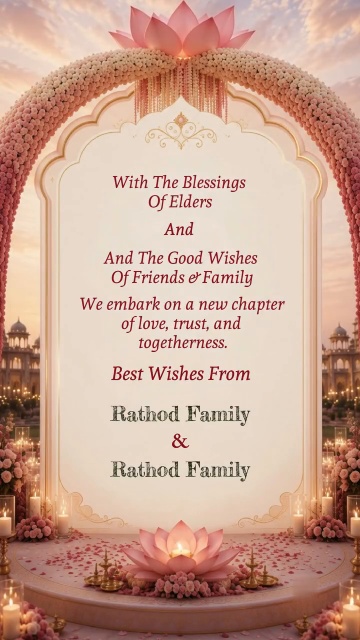 With The Blessings
Of Elders
And
And The Good Wishes
Of Friends & Family
We embark on a new chapter
of love, trust, and
togetherness.
Best Wishes From
Rathod Family
&
Rathod Family